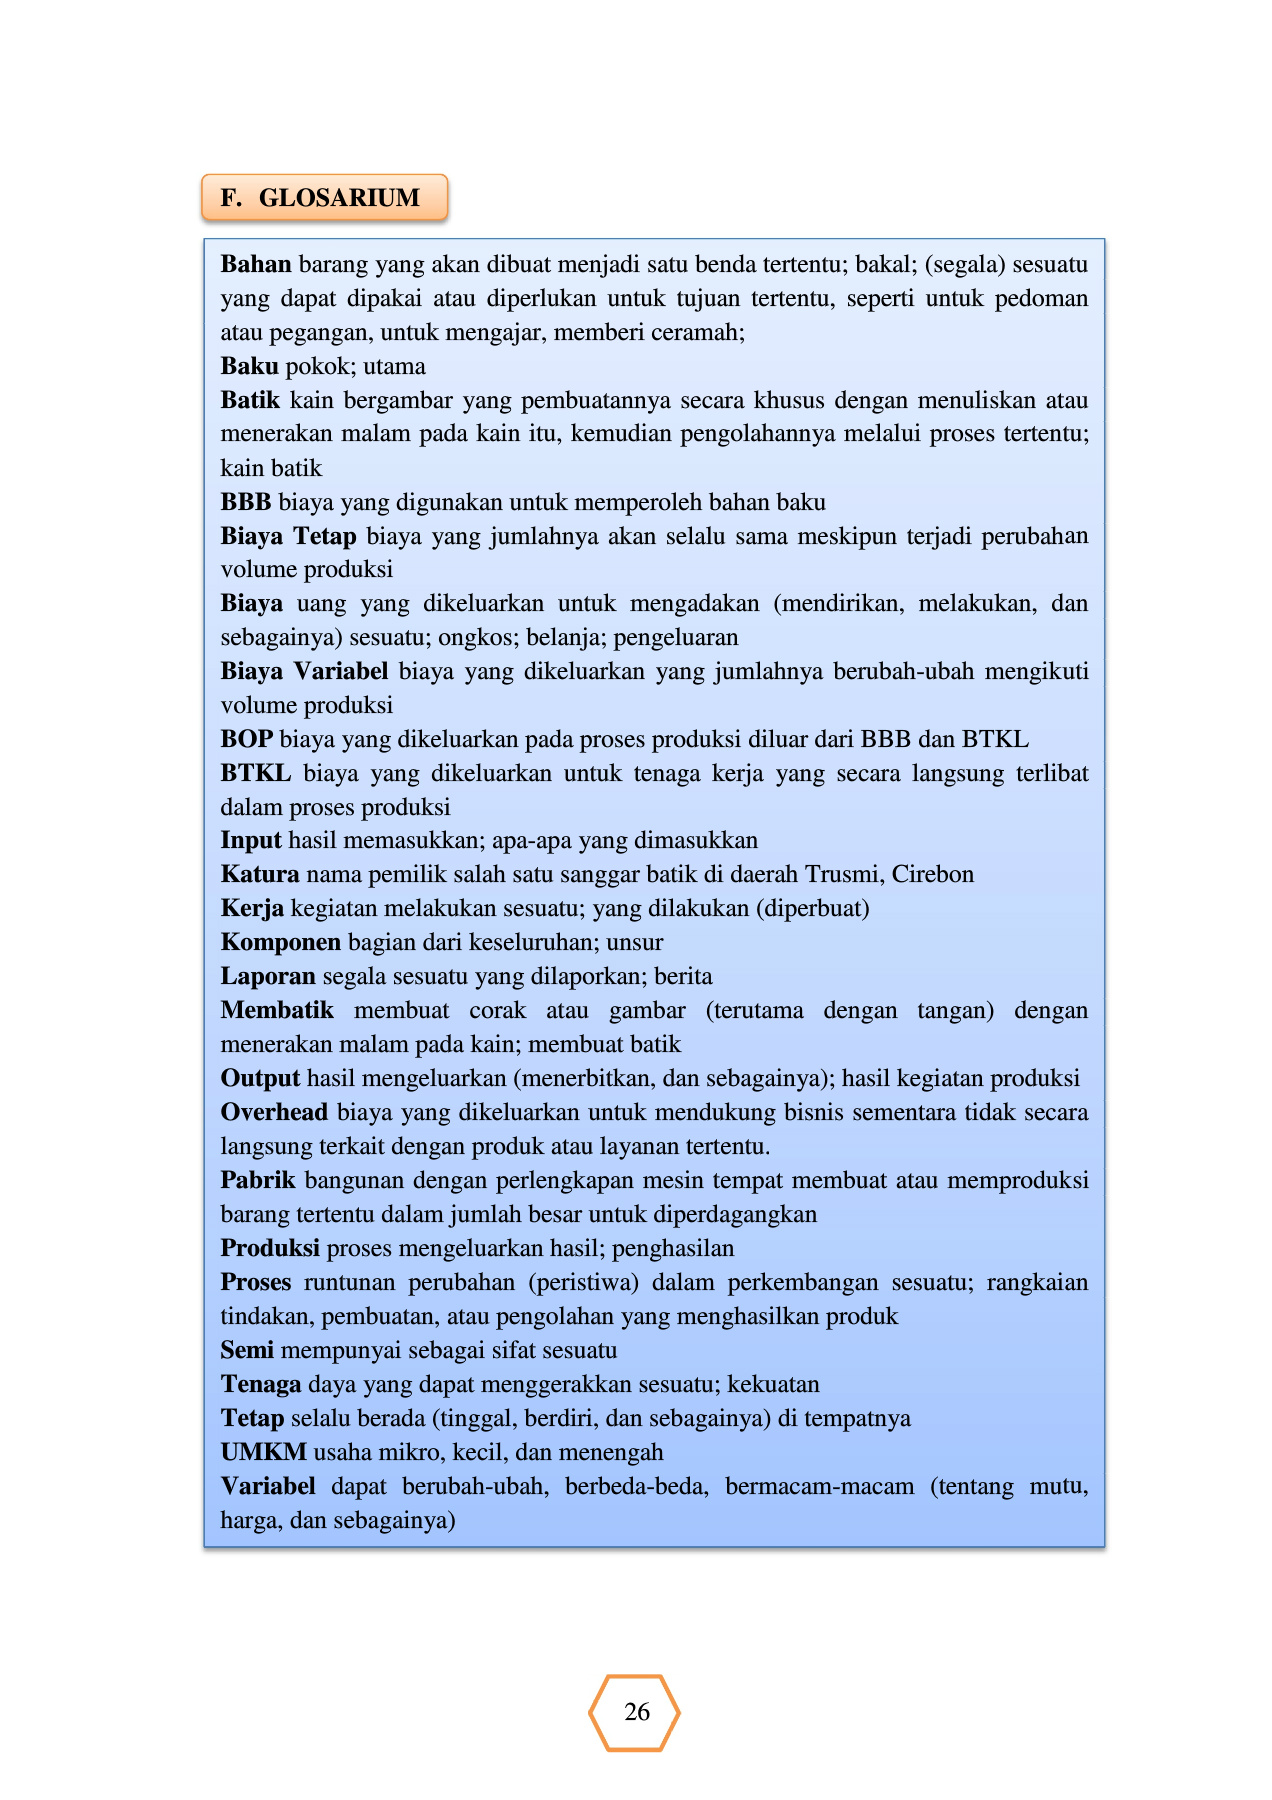 F. GLOSARIUM
Bahan barang yang akan dibuat menjadi satu benda tertentu; bakal; (segala) sesuatu
yang dapat dipakai atau diperlukan untuk tujuan tertentu, seperti untuk pedoman
atau pegangan, untuk mengajar, memberi ceramah;
Baku pokok; utama
Batik kain bergambar yang pembuatannya secara khusus dengan menuliskan atau
menerakan malam pada kain itu, kemudian pengolahannya melalui proses tertentu;
kain batik
BBB biaya yang digunakan untuk memperoleh bahan baku
Biaya Tetap biaya yang jumlahnya akan selalu sama meskipun terjadi perubahan
volume produksi
Biaya uang yang dikeluarkan untuk mengadakan (mendirikan, melakukan, dan
sebagainya) sesuatu; ongkos; belanja; pengeluaran
Biaya Variabel biaya yang dikeluarkan yang jumlahnya berubah-ubah mengikuti
volume produksi
BOP biaya yang dikeluarkan pada proses produksi diluar dari BBB dan BTKL
BTKL biaya yang dikeluarkan untuk tenaga kerja yang secara langsung terlibat
dalam proses produksi
Input hasil memasukkan; apa-apa yang dimasukkan
Katura nama pemilik salah satu sanggar batik di daerah Trusmi, Cirebon
Kerja kegiatan melakukan sesuatu; yang dilakukan (diperbuat)
Komponen bagian dari keseluruhan; unsur
Laporan segala sesuatu yang dilaporkan; berita
Membatik membuat corak atau gambar (terutama dengan tangan) dengan
menerakan malam pada kain; membuat batik
Output hasil mengeluarkan (menerbitkan, dan sebagainya); hasil kegiatan produksi
Overhead biaya yang dikeluarkan untuk mendukung bisnis sementara tidak secara
langsung terkait dengan produk atau layanan tertentu.
Pabrik bangunan dengan perlengkapan mesin tempat membuat atau memproduksi
barang tertentu dalam jumlah besar untuk diperdagangkan
Produksi proses mengeluarkan hasil; penghasilan
Proses runtunan perubahan (peristiwa) dalam perkembangan sesuatu; rangkaian
tindakan, pembuatan, atau pengolahan yang menghasilkan produk
Semi mempunyai sebagai sifat sesuatu
Tenaga daya yang dapat menggerakkan sesuatu; kekuatan
Tetap selalu berada (tinggal, berdiri, dan sebagainya) di tempatnya
UMKM usaha mikro, kecil, dan menengah
Variabel dapat berubah-ubah, berbeda-beda, bermacam-macam (tentang mutu,
harga, dan sebagainya)
26